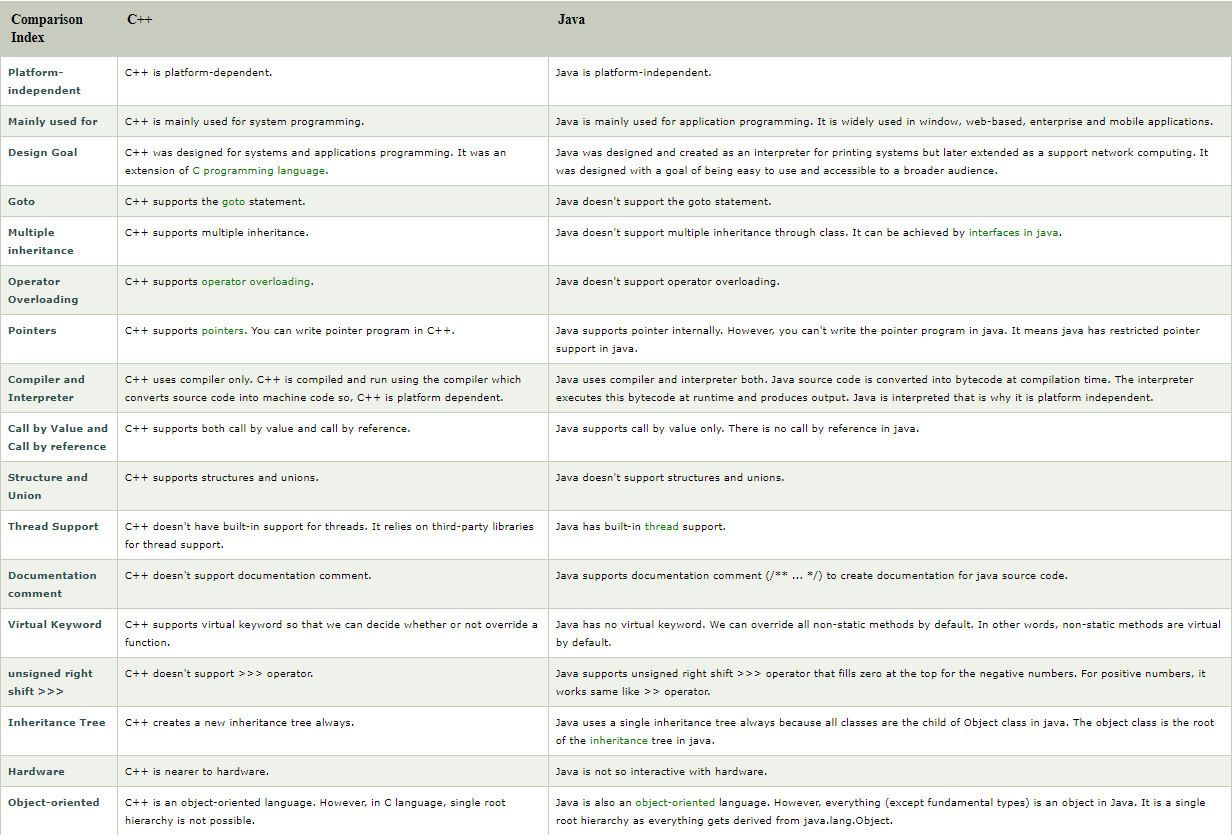 Comparison Index
C++
Java
Platform-independent
C++ is platform-dependent.
Java is platform-independent.
Mainly used for
C++ is mainly used for system programming.
Java is mainly used for application programming. It is widely used in window, web-based, enterprise and mobile applications.
Design Goal
C++ was designed for systems and applications programming. It was an
extension of C programming language.
Java was designed and created as an interpreter for printing systems but later extended as a support network computing. It
was designed with a goal of being easy to use and accessible to a broader audience.
Goto
C++ supports the goto statement.
Java doesn't support the goto statement.
Multiple
inheritance
C++ supports multiple inheritance.
Java doesn't support multiple inheritance through class. It can be achieved by interfaces in java.
Operator
Overloading
C++ supports operator overloading.
Java doesn't support operator overloading.
Pointers
C++ supports pointers. You can write pointer program in C++.
Java supports pointer internally. However, you can't write the pointer program in java. It means java has restricted pointer
support in java.
Compiler and
Interpreter
C++ uses compiler only. C++ is compiled and run using the compiler which
converts source code into machine code so, C++ is platform dependent.
Java uses compiler and interpreter both. Java source code is converted into bytecode at compilation time. The interpreter
executes this bytecode at runtime and produces output. Java is interpreted that is why it is platform independent.
Call by Value and
Call by reference
C++ supports both call by value and call by reference.
Java supports call by value only. There is no call by reference in java.
Structure and
Union
C++ supports structures and unions.
Java doesn't support structures and unions.
Thread Support
C++ doesn't have built-in support for threads. It relies on third-party libraries
for thread support.
Java has built-in thread support.
Documentation
comment
C++ doesn't support documentation comment.
Java supports documentation comment (/** ... */) to create documentation for java source code.
Virtual Keyword
C++ supports virtual keyword so that we can decide whether or not override a
function.
Java has no virtual keyword. We can override all non-static methods by default. In other words, non-static methods are virtual
by default.
unsigned right
shift >>>
C++ doesn't support >>> operator.
Java supports unsigned right shift >>> operator that fills zero at the top for the negative numbers. For positive numbers, it
works same like >> operator.
Inheritance Tree
C++ creates a new inheritance tree always.
Java uses a single inheritance tree always because all classes are the child of Object class in java. The object class is the root
of the inheritance tree in java.
Hardware
C++ is nearer to hardware.
Java is not so interactive with hardware.
Object-oriented
C++ is an object-oriented language. However, in C language, single root
hierarchy is not possible.
Java is also an object-oriented language. However, everything (except fundamental types) is an object in Java. It is a single
root hierarchy as everything gets derived from java.lang.Object.